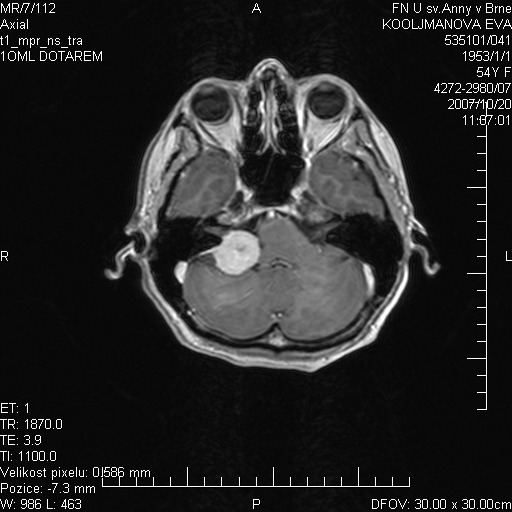 MR/7/112
Axial
t1_mpr_ns_tra
10ML DOTAREM
A
FN U sv.Anny v Brne
KOOLJMANOVA EVA
535101/041
1953/1/1
54Y F
4272-2980/07
2007/10/20
11:07:01
R
L
ET: 1
TR: 1870.0
TE: 3.9
TI: 1100.0
Velikost pixelu: 0.586 mm
Pozice: -7.3 mm
W: 986 L: 463
P
DFOV: 30.00 x 30.00cm